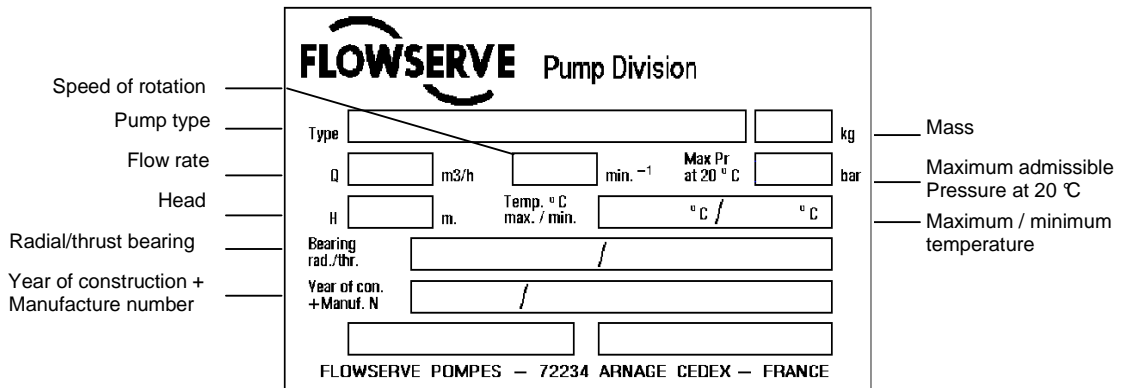 FLOWSERVE Pump Division
Speed of rotation
Pump type
Flow rate
Head
Radial/thrust bearing
Year of construction +
Manufacture number
Type
kg
Q
m3/h
min. ⁻¹
Max Pr
at 20 °C
bar
H
m.
Temp. °C
max. / min.
°C /
°C
Bearing
rad./thr.
/
Year of con.
+Manuf. N
/
FLOWSERVE POMPES – 72234 ARNAGE CEDEX – FRANCE
Mass
Maximum admissible
Pressure at 20 °C
Maximum / minimum
temperature